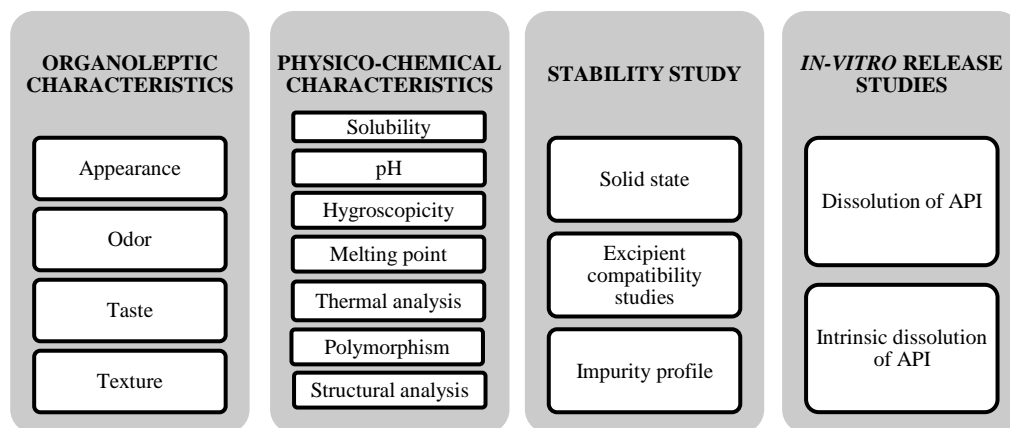 ORGANOLEPTIC
CHARACTERISTICS
Appearance
Odor
Taste
Texture
PHYSICO-CHEMICAL
CHARACTERISTICS
Solubility
pH
Hygroscopicity
Melting point
Thermal analysis
Polymorphism
Structural analysis
STABILITY STUDY
Solid state
Excipient
compatibility
studies
Impurity profile
IN-VITRO RELEASE
STUDIES
Dissolution of API
Intrinsic dissolution
of API